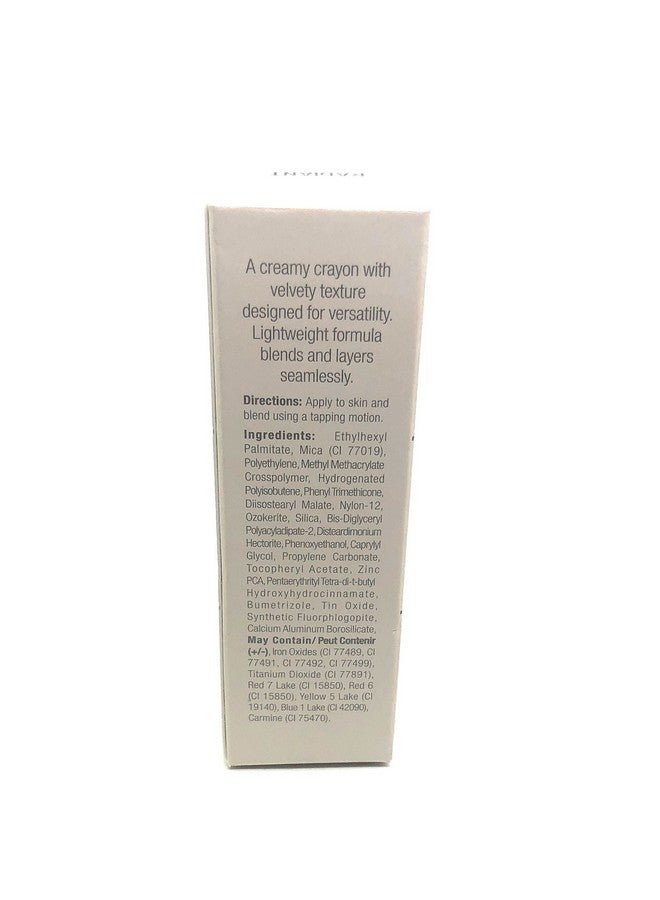 RADIANT
A creamy crayon with
velvety texture
designed for versatility.
Lightweight formula
blends and layers
seamlessly.
Directions: Apply to skin and
blend using a tapping motion.
Ingredients: Ethylhexyl
Palmitate, Mica (CI 77019),
Polyethylene, Methyl Methacrylate
Crosspolymer, Hydrogenated
Polyisobutene, Phenyl Trimethicone,
Diisostearyl Malate, Nylon-12,
Ozokerite, Silica, Bis-Diglyceryl
Polyacyladipate-2, Disteardimonium
Hectorite, Phenoxyethanol, Caprylyl
Glycol, Propylene Carbonate,
Tocopheryl Acetate, Zinc
PCA, Pentaerythrityl Tetra-di-t-butyl
Hydroxyhydrocinnamate,
Bumetrizole, Tin Oxide,
Synthetic Fluorphlogopite,
Calcium Aluminum Borosilicate,
May Contain/ Peut Contenir
(+/-), Iron Oxides (CI 77489, CI
77491, CI 77492, CI 77499),
Titanium Dioxide (CI 77891),
Red 7 Lake (CI 15850), Red 6
(CI 15850), Yellow 5 Lake (CI
19140), Blue 1 Lake (CI 42090),
Carmine (CI 75470).